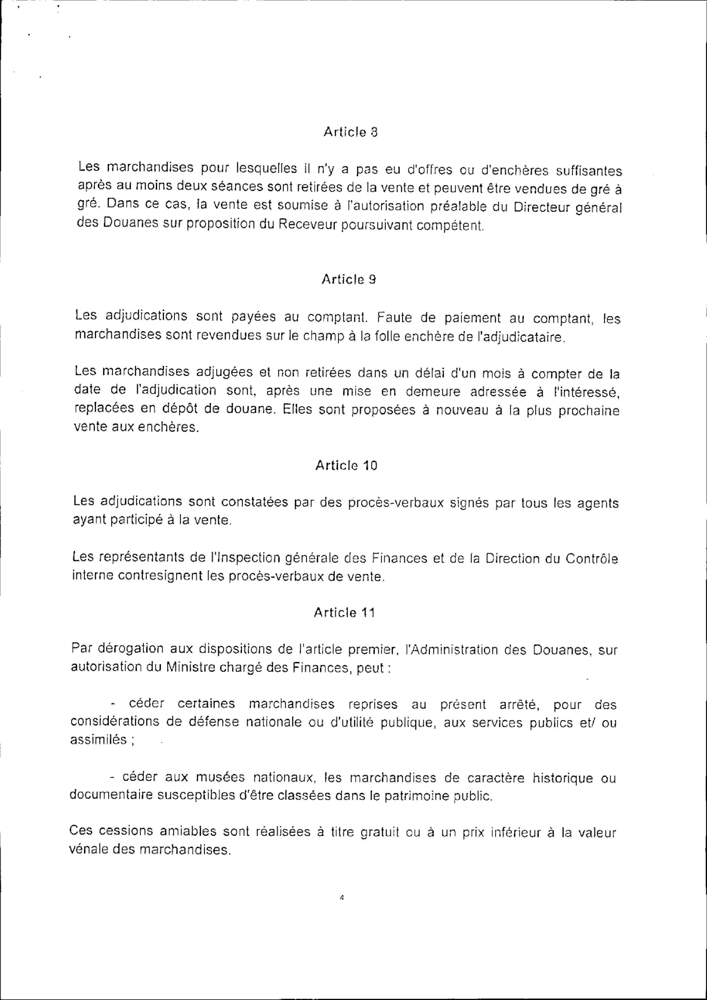 Article 8
Les marchandises pour lesquelles il n'y a pas eu d'offres ou d'enchères suffisantes
après au moins deux séances sont retirées de la vente et peuvent être vendues de gré à
gré. Dans ce cas, la vente est soumise à l'autorisation préalable du Directeur général
des Douanes sur proposition du Receveur poursuivant compétent.
Article 9
Les adjudications sont payées au comptant. Faute de paiement au comptant, les
marchandises sont revendues sur le champ à la folle enchère de l'adjudicataire.
Les marchandises adjugées et non retirées dans un délai d'un mois à compter de la
date de l'adjudication sont, après une mise en demeure adressée à l'intéressé,
replacées en dépôt de douane. Elles sont proposées à nouveau à la plus prochaine
vente aux enchères.
Article 10
Les adjudications sont constatées par des procès-verbaux signés par tous les agents
ayant participé à la vente.
Les représentants de l'Inspection générale des Finances et de la Direction du Contrôle
interne contresignent les procès-verbaux de vente.
Article 11
Par dérogation aux dispositions de l'article premier, l'Administration des Douanes, sur
autorisation du Ministre chargé des Finances, peut :
- céder certaines marchandises reprises au présent arrêté, pour des
considérations de défense nationale ou d'utilité publique, aux services publics et/ ou
assimilés ;
- céder aux musées nationaux, les marchandises de caractère historique ou
documentaire susceptibles d'être classées dans le patrimoine public.
Ces cessions amiables sont réalisées à titre gratuit ou à un prix inférieur à la valeur
vénale des marchandises.
4